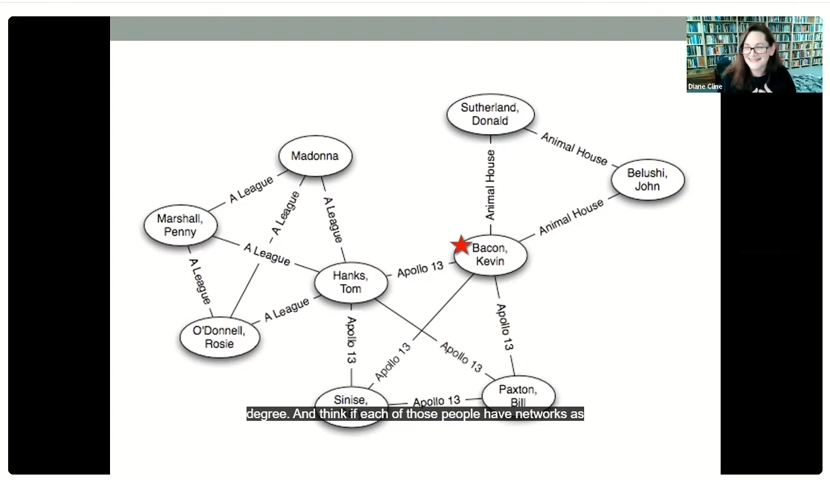 Diane Cline
Sutherland,
Donald
Animal House
Belushi,
John
Animal House
Animal House
Madonna
A League
A League
A League
Marshall,
Penny
A League
A League
Bacon,
Kevin
Apollo 13
Hanks,
Tom
A League
O'Donnell,
Rosie
Apollo 13
Apollo 13
Apollo 13
Apollo 13
Sinise,
Apollo 13
Paxton,
Bill
degree. And think if each of those people have networks as